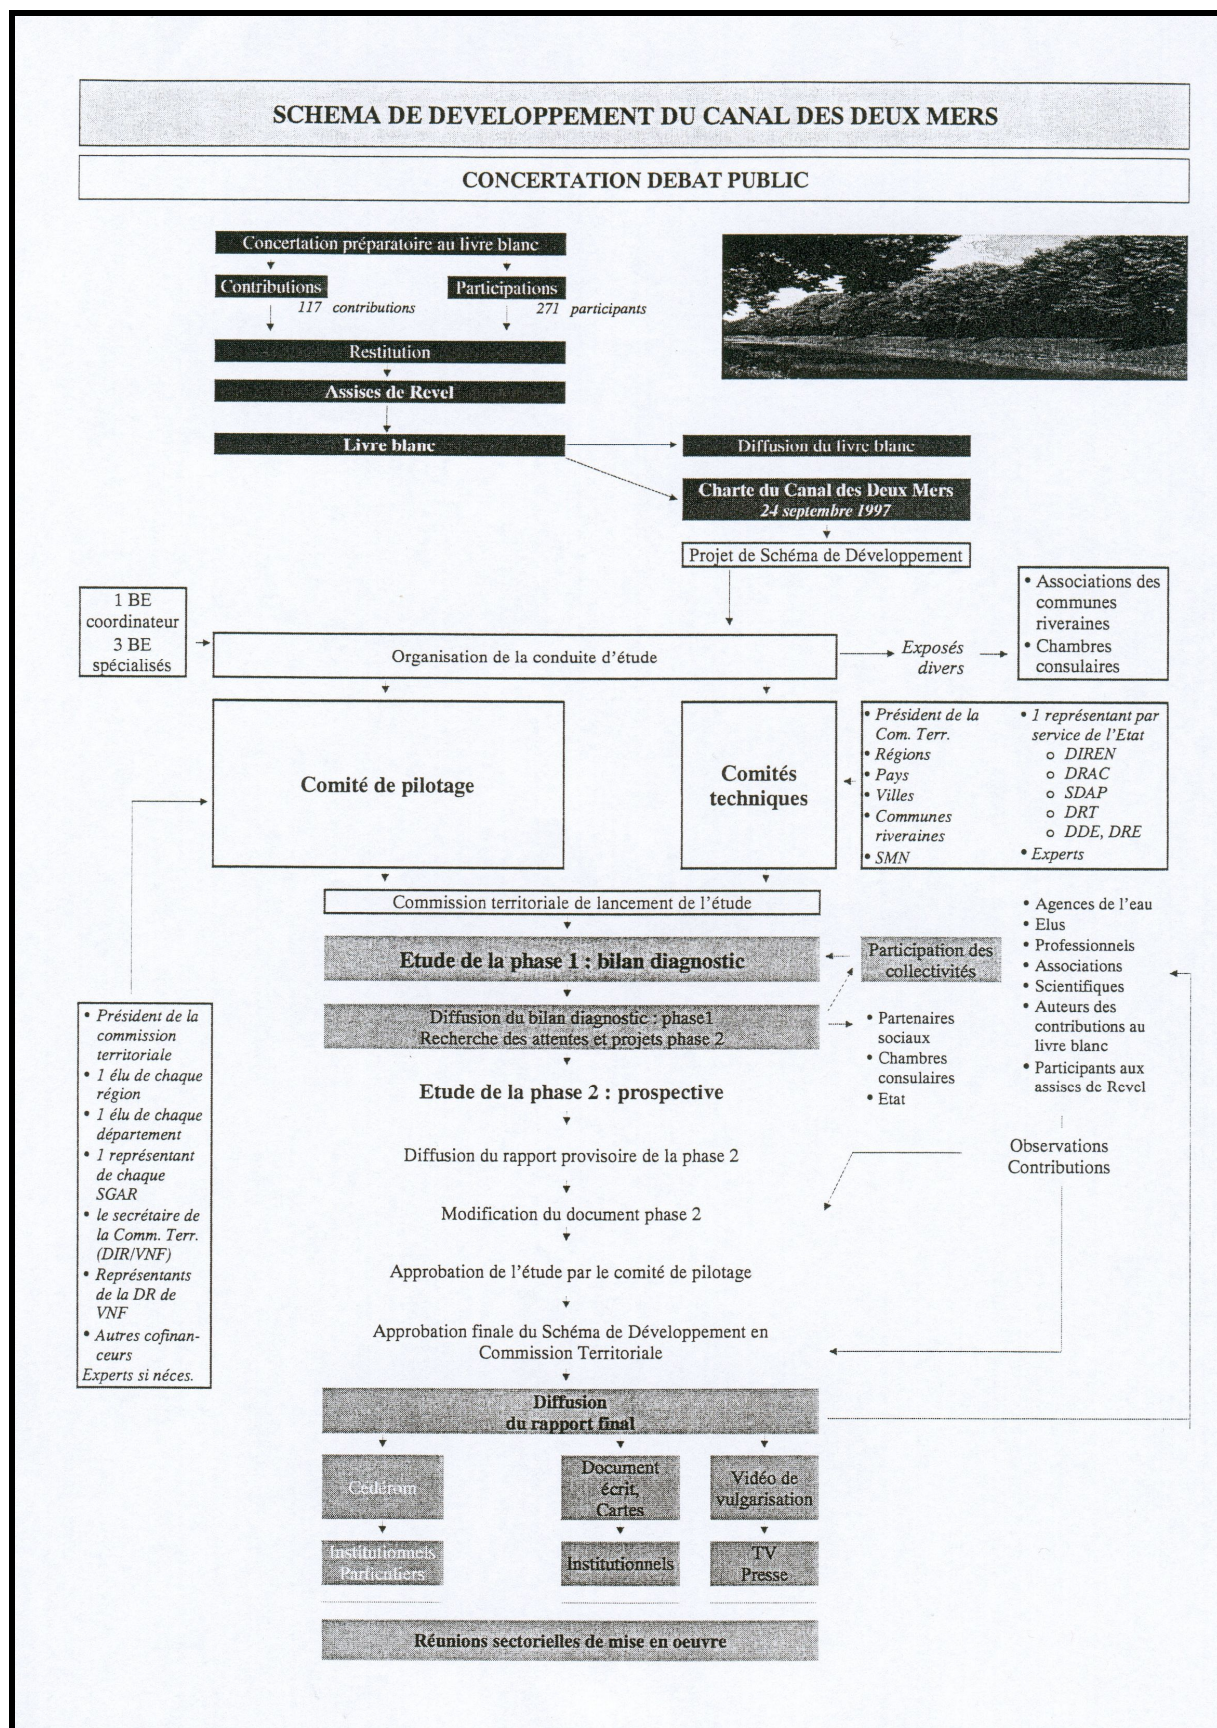 SCHEMA DE DEVELOPPEMENT DU CANAL DES DEUX MERS
CONCERTATION DEBAT PUBLIC
Concertation préparatoire au livre blanc
Contributions
Participations
117 contributions
271 participants
Restitution
Assises de Revel
Livre blanc
Diffusion du livre blanc
Charte du Canal des Deux Mers
24 septembre 1997
Projet de Schéma de Développement
1 BE
coordinateur
3 BE
spécialisés
Organisation de la conduite d'étude
Exposés
divers
• Associations des
communes
riveraines
• Chambres
consulaires
Comité de pilotage
Comités
techniques
• Président de la
Com. Terr.
• Régions
• Pays
• Villes
• Communes
riveraines
• SMN
• 1 représentant par
service de l'Etat
o DIREN
o DRAC
o SDAP
o DRT
o DDE, DRE
• Experts
Commission territoriale de lancement de l'étude
Etude de la phase 1 : bilan diagnostic
Participation des
collectivités
• Agences de l'eau
• Elus
• Professionnels
• Associations
• Scientifiques
• Auteurs des
contributions au
livre blanc
• Participants aux
assises de Revel
Diffusion du bilan diagnostic : phase1
Recherche des attentes et projets phase 2
• Partenaires
sociaux
• Chambres
consulaires
• Etat
• Président de la
commission
territoriale
• 1 élu de chaque
région
• 1 élu de chaque
département
• 1 représentant
de chaque
SGAR
• le secrétaire de
la Comm. Terr.
(DIR/VNF)
• Représentants
de la DR de
VNF
• Autres cofinan-
ceurs
Experts si néces.
Etude de la phase 2 : prospective
Observations
Contributions
Diffusion du rapport provisoire de la phase 2
Modification du document phase 2
Approbation de l'étude par le comité de pilotage
Approbation finale du Schéma de Développement en
Commission Territoriale
Diffusion
du rapport final
Cédérom
Document
écrit,
Cartes
Vidéo de
vulgarisation
Institutionnels
Particuliers
Institutionnels
TV
Presse
Réunions sectorielles de mise en oeuvre